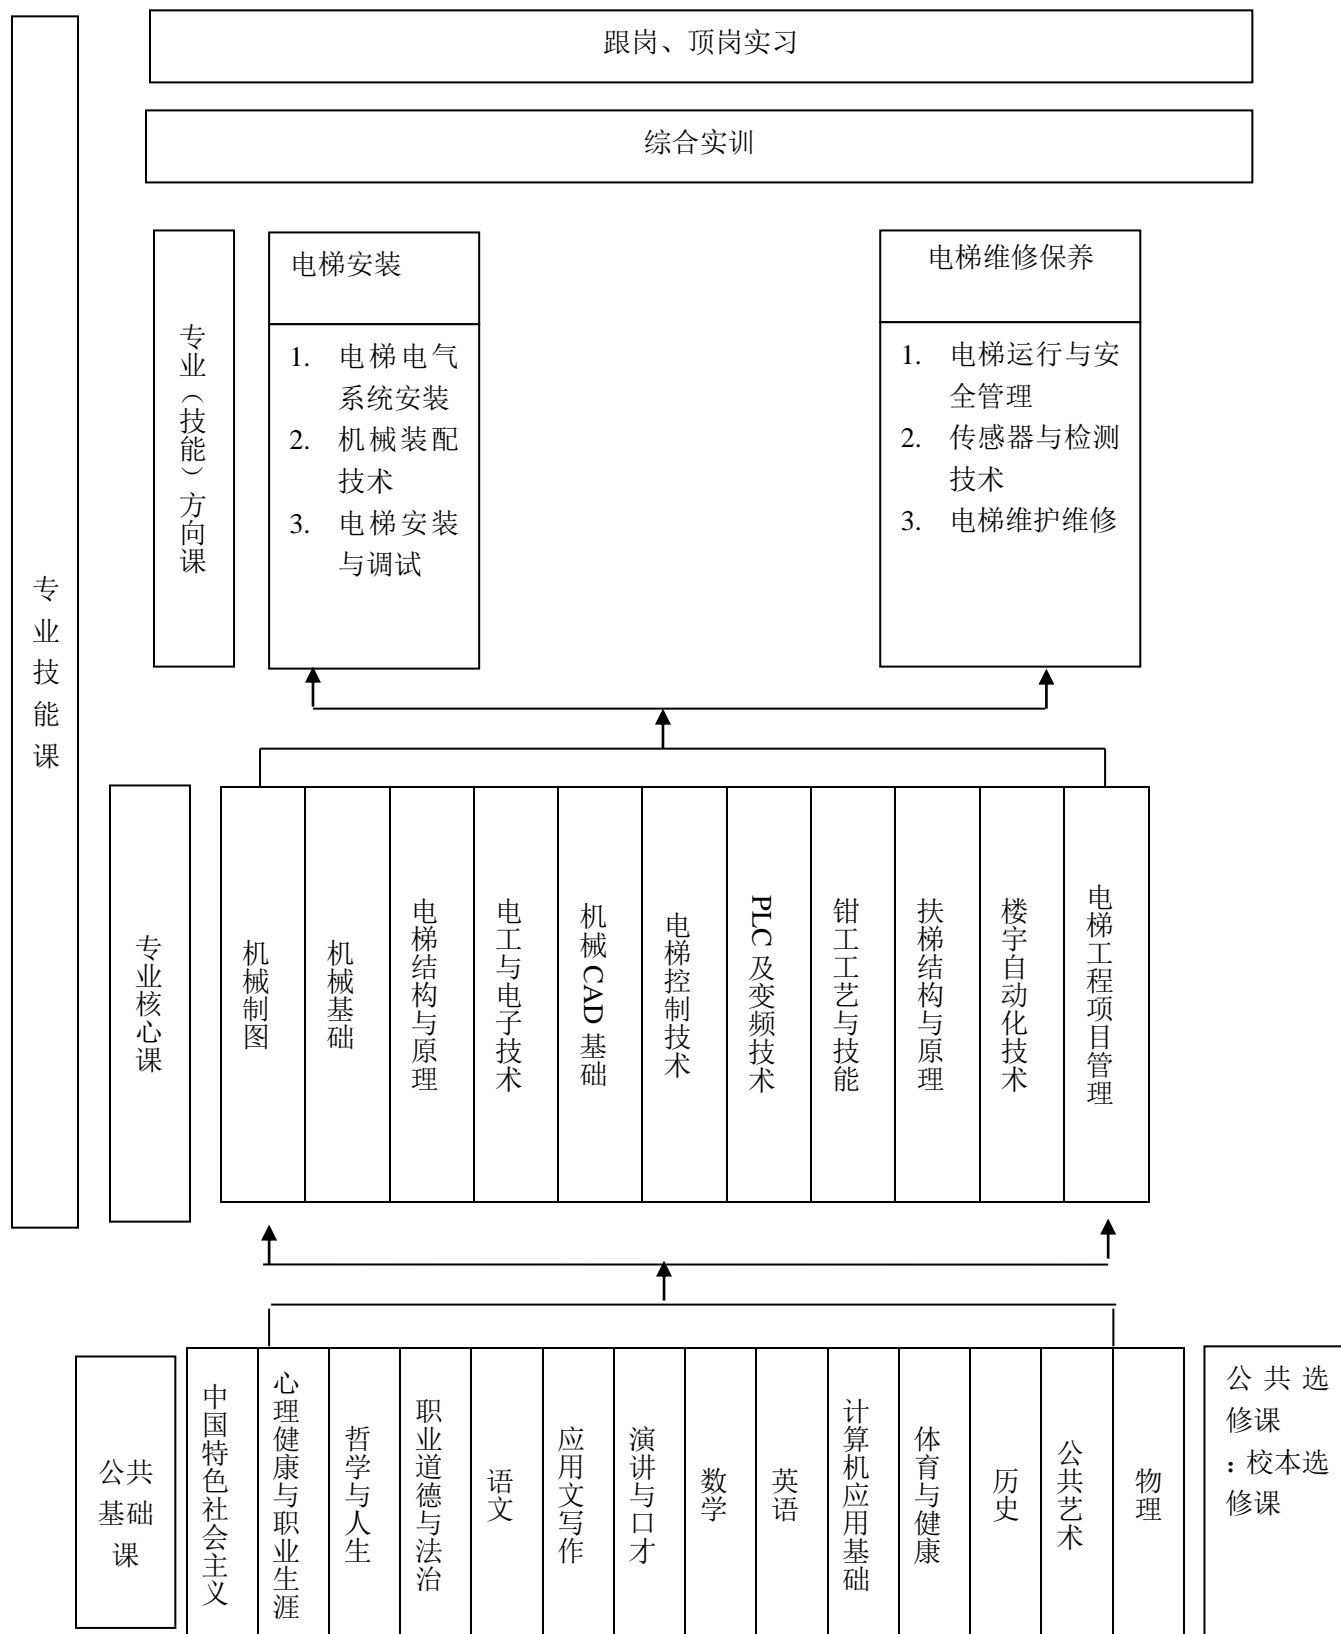 跟岗、顶岗实习
综合实训
专业技能课
专业（技能）方向课
电梯安装
1. 电梯电气
系统安装
2. 机械装配
技术
3. 电梯安装
与调试
电梯维修保养
1. 电梯运行与安
全管理
2. 传感器与检测
技术
3. 电梯维护维修
专业核心课
机械制图
机械基础
电梯结构与原理
电工与电子技术
机械 CAD 基础
电梯控制技术
PLC 及变频技术
钳工工艺与技能
扶梯结构与原理
楼宇自动化技术
电梯工程项目管理
公共
基础
课
中国特色社会主义
心理健康与职业生涯
哲学与人生
职业道德与法治
语文
应用文写作
演讲与口才
数学
英语
计算机应用基础
体育与健康
历史
公共艺术
物理
公共选
修课
：校本选
修课